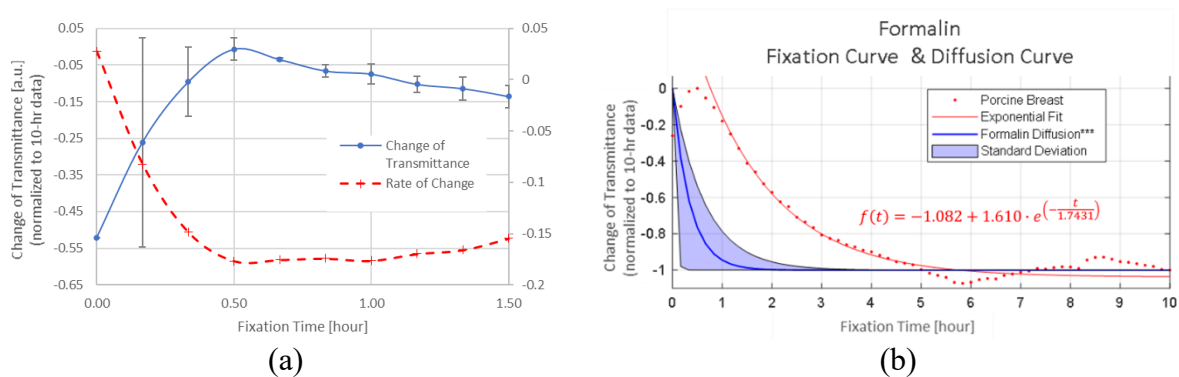 0.05
-0.05
-0.15
-0.25
-0.35
-0.45
-0.55
-0.65
0.05
0
-0.05
-0.1
-0.15
-0.2
0.00
0.50
1.00
1.50
Change of Transmittance [a.u.]
(normalized to 10-hr data)
Change of
Transmittance
Rate of Change
Fixation Time [hour]
(a)
Formalin
Fixation Curve & Diffusion Curve
0
-0.2
-0.4
-0.6
-0.8
-1
0
1
2
3
4
5
6
7
8
9
10
Change of Transmittance
(normalized to 10-hr data)
Porcine Breast
Exponential Fit
Formalin Diffusion***
Standard Deviation
f(t) = −1.082 + 1.610 · e^(−t/1.7431)
Fixation Time [hour]
(b)